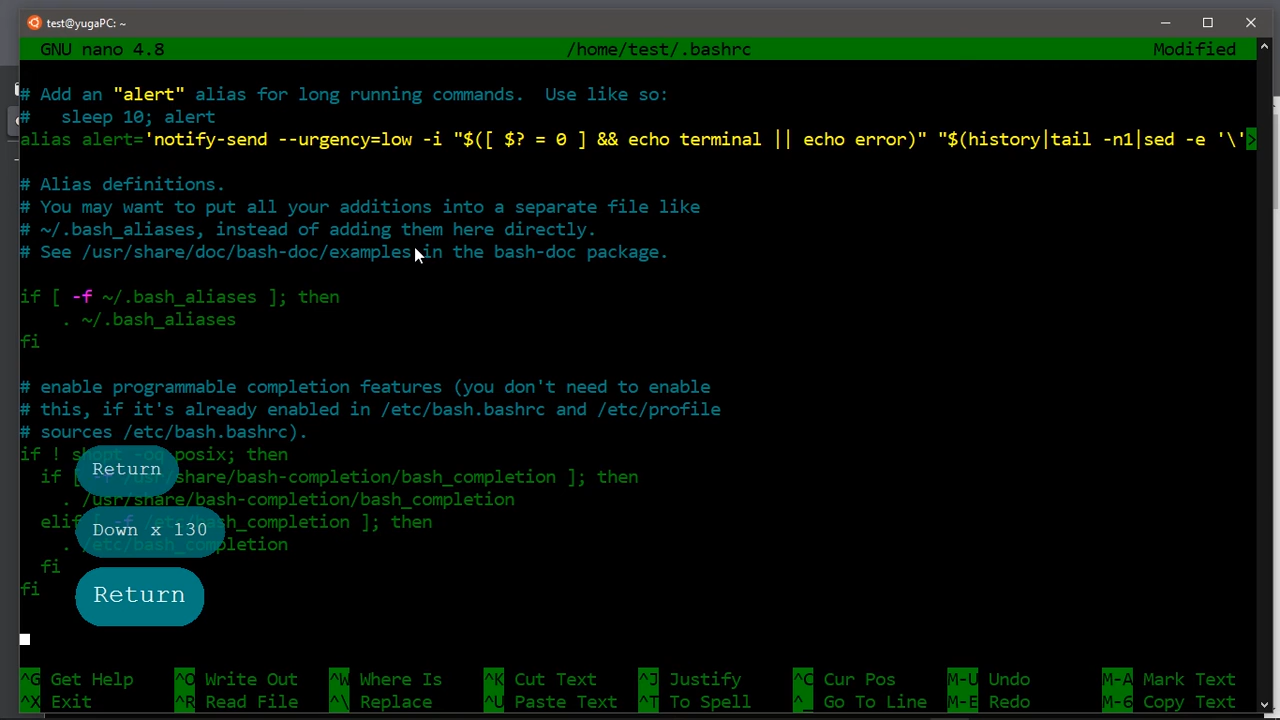 test@yugaPC: ~
GNU nano 4.8 /home/test/.bashrc Modified
# Add an "alert" alias for long running commands. Use like so:
# sleep 10; alert
alias alert='notify-send --urgency=low -i "$([ $? = 0 ] && echo terminal || echo error)" "$(history|tail -n1|sed -e '\'>
# Alias definitions.
# You may want to put all your additions into a separate file like
# ~/.bash_aliases, instead of adding them here directly.
# See /usr/share/doc/bash-doc/examples in the bash-doc package.
if [ -f ~/.bash_aliases ]; then
. ~/.bash_aliases
fi
# enable programmable completion features (you don't need to enable
# this, if it's already enabled in /etc/bash.bashrc and /etc/profile
# sources /etc/bash.bashrc).
if ! shopt -oq posix; then
Return
if [ -f /usr/share/bash-completion/bash_completion ]; then
. /usr/share/bash-completion/bash_completion
elif [ -f /etc/bash_completion ]; then
Down x 130
. /etc/bash_completion
fi
fi
Return
^G Get Help ^O Write Out ^W Where Is ^K Cut Text ^J Justify ^C Cur Pos M-U Undo M-A Mark Text
^X Exit ^R Read File ^\ Replace ^U Paste Text ^T To Spell ^_ Go To Line M-E Redo M-6 Copy Text